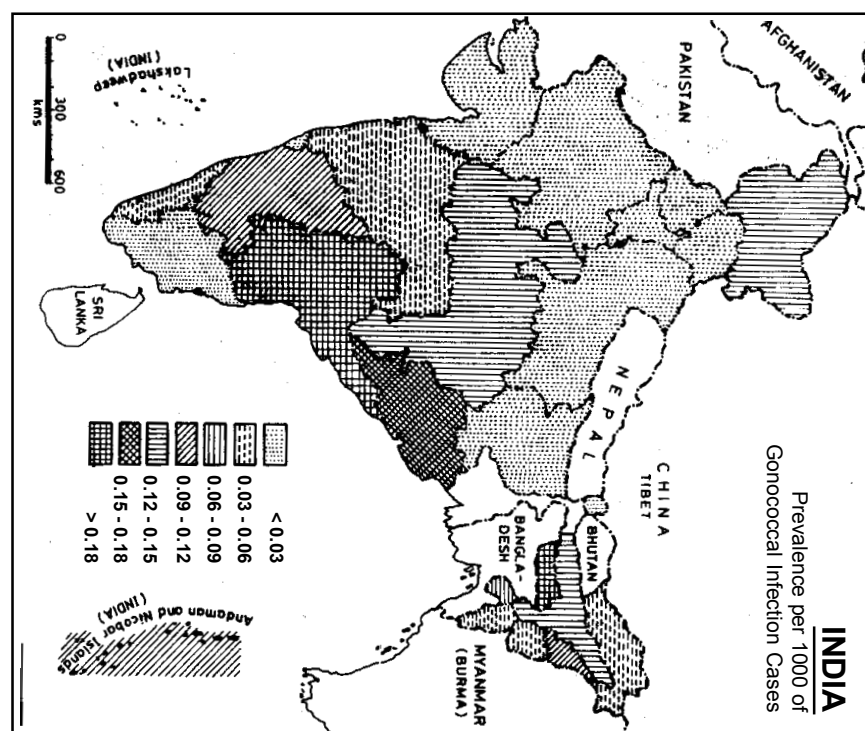 INDIA
Prevalence per 1000 of
Gonococcal Infection Cases
AFGHANISTAN
PAKISTAN
CHINA
TIBET
NEPAL
BHUTAN
BANGLA-
DESH
MYANMAR
(BURMA)
SRI
LANKA
Lakshadweep
(INDIA)
0 300 600
kms
< 0.03
0.03 - 0.06
0.06 - 0.09
0.09 - 0.12
0.12 - 0.15
0.15 - 0.18
> 0.18
Andaman and Nicobar Islands
(INDIA)